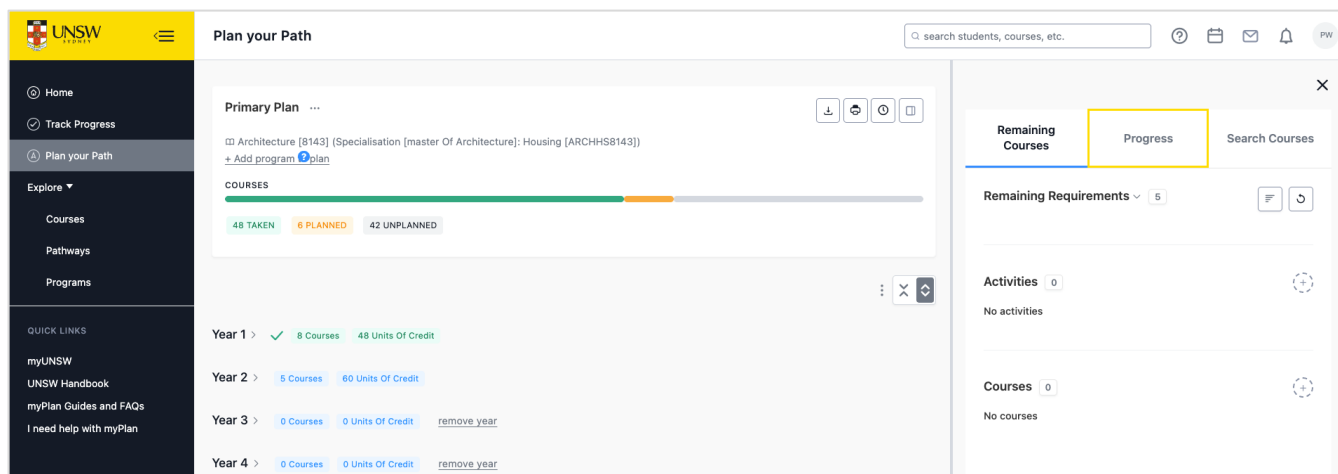 UNSW
SYDNEY
Plan your Path
search students, courses, etc.
PW
Home
Track Progress
Plan your Path
Explore
Courses
Pathways
Programs
QUICK LINKS
myUNSW
UNSW Handbook
myPlan Guides and FAQs
I need help with myPlan
Primary Plan ...
Architecture [8143] (Specialisation [master Of Architecture]: Housing [ARCHHS8143])
+ Add program ? plan
COURSES
48 TAKEN 6 PLANNED 42 UNPLANNED
Year 1 > 8 Courses 48 Units Of Credit
Year 2 > 5 Courses 60 Units Of Credit
Year 3 > 0 Courses 0 Units Of Credit remove year
Year 4 > 0 Courses 0 Units Of Credit remove year
Remaining
Courses
Progress
Search Courses
Remaining Requirements 5
Activities 0
No activities
Courses 0
No courses